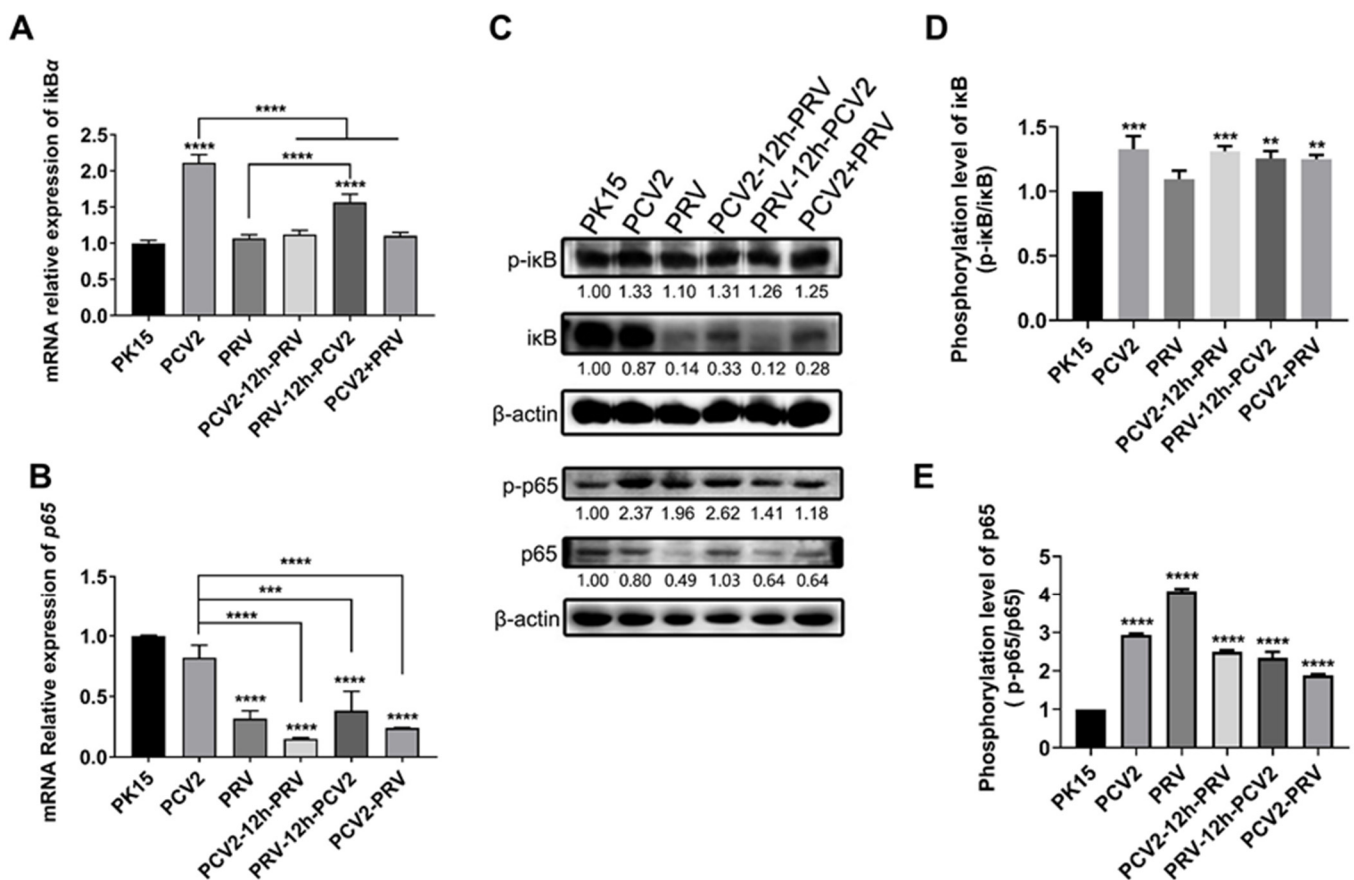 A
mRNA relative expression of ikBα
2.5
2.0
1.5
1.0
0.5
0.0
****
****
****
****
PK15
PCV2
PRV
PCV2-12h-PRV
PRV-12h-PCV2
PCV2+PRV
B
mRNA Relative expression of p65
1.5
1.0
0.5
0.0
****
***
****
****
****
****
****
PK15
PCV2
PRV
PCV2-12h-PRV
PRV-12h-PCV2
PCV2-PRV
C
PK15
PCV2
PRV
PCV2-12h-PRV
PRV-12h-PCV2
PCV2+PRV
p-iκB
1.00 1.33 1.10 1.31 1.26 1.25
iκB
1.00 0.87 0.14 0.33 0.12 0.28
β-actin
p-p65
1.00 2.37 1.96 2.62 1.41 1.18
p65
1.00 0.80 0.49 1.03 0.64 0.64
β-actin
D
Phosphorylation level of iκB
(p-iκB/iκB)
1.5
1.0
0.5
0.0
***
***
**
**
PK15
PCV2
PRV
PCV2-12h-PRV
PRV-12h-PCV2
PCV2-PRV
E
Phosphorylation level of p65
( p-p65/p65)
5
4
3
2
1
0
****
****
****
****
****
PK15
PCV2
PRV
PCV2-12h-PRV
PRV-12h-PCV2
PCV2-PRV